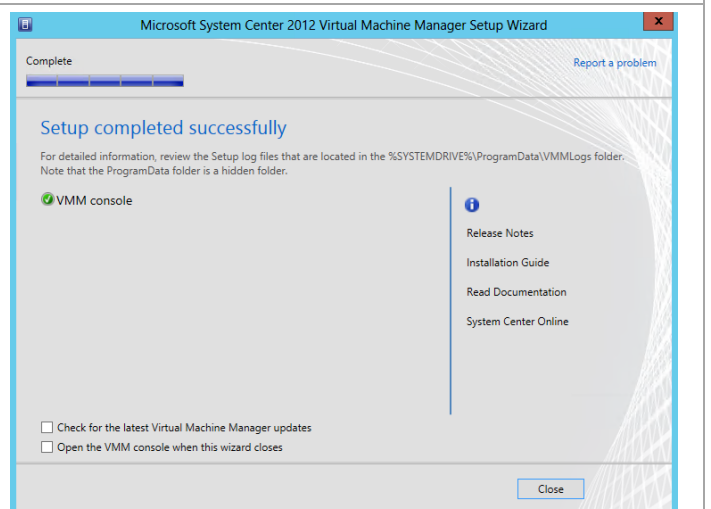 Microsoft System Center 2012 Virtual Machine Manager Setup Wizard
x
Complete
Report a problem
Setup completed successfully
For detailed information, review the Setup log files that are located in the %SYSTEMDRIVE%\ProgramData\VMMLogs folder.
Note that the ProgramData folder is a hidden folder.
VMM console
Release Notes
Installation Guide
Read Documentation
System Center Online
Check for the latest Virtual Machine Manager updates
Open the VMM console when this wizard closes
Close